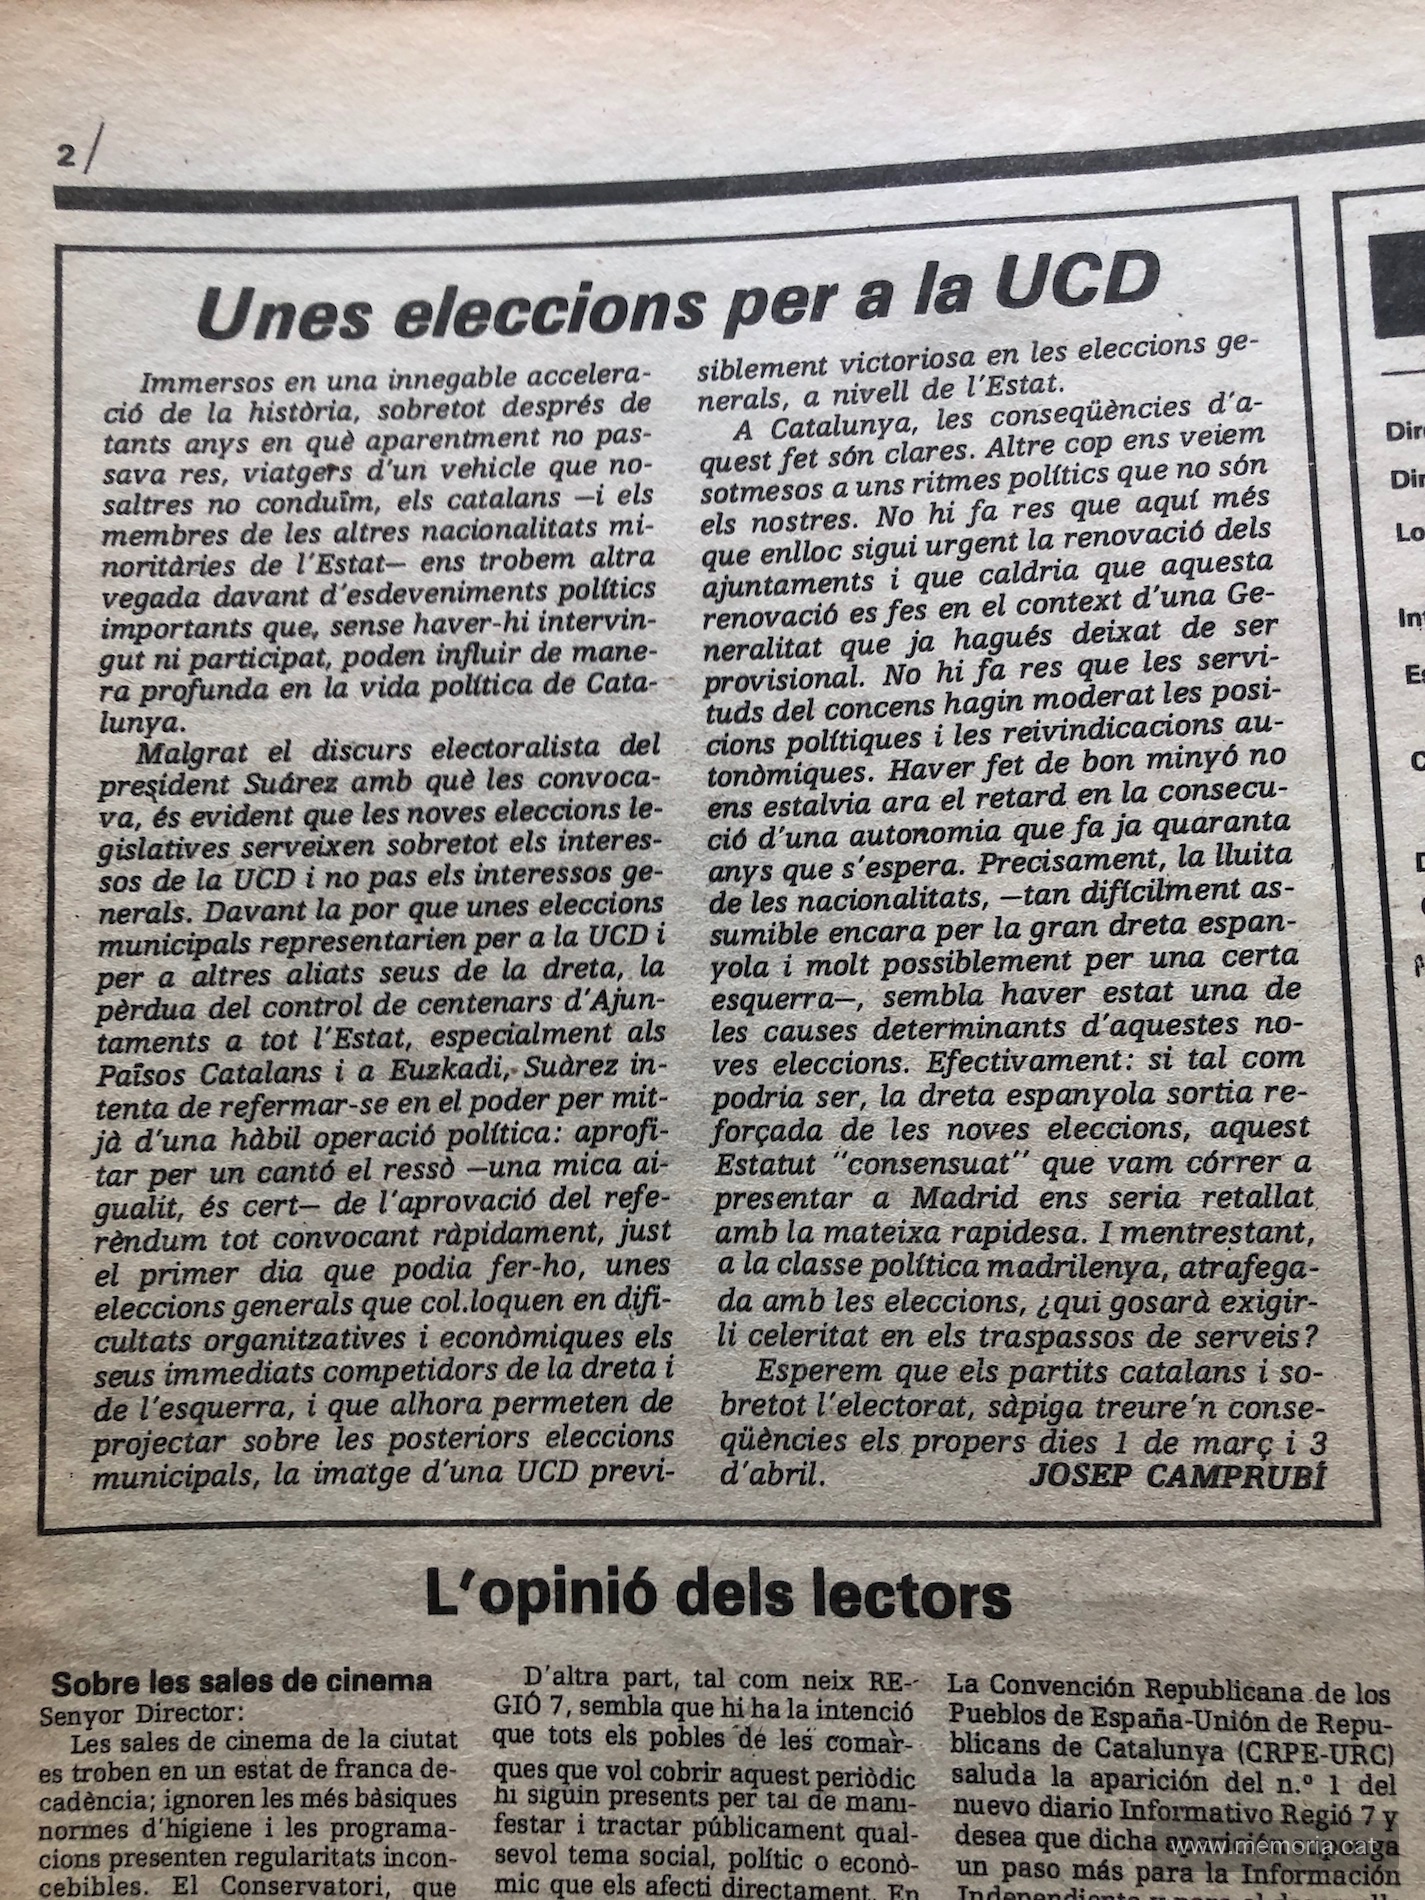 2/
Unes eleccions per a la UCD
Immersos en una innegable accelera-
ció de la història, sobretot després de
tants anys en què aparentment no pas-
sava res, viatgers d'un vehicle que no-
saltres no conduïm, els catalans —i els
membres de les altres nacionalitats mi-
noritàries de l'Estat— ens trobem altra
vegada davant d'esdeveniments polítics
importants que, sense haver-hi intervin-
gut ni participat, poden influir de mane-
ra profunda en la vida política de Cata-
lunya.
Malgrat el discurs electoralista del
president Suárez amb què les convoca-
va, és evident que les noves eleccions le-
gislatives serveixen sobretot els interes-
sos de la UCD i no pas els interessos ge-
nerals. Davant la por que unes eleccions
municipals representarien per a la UCD i
per a altres aliats seus de la dreta, la
pèrdua del control de centenars d'Ajun-
taments a tot l'Estat, especialment als
Països Catalans i a Euzkadi, Suàrez in-
tenta de refermar-se en el poder per mit-
jà d'una hàbil operació política: aprofi-
tar per un cantó el ressò —una mica ai-
gualit, és cert— de l'aprovació del refe-
rèndum tot convocant ràpidament, just
el primer dia que podia fer-ho, unes
eleccions generals que col.loquen en difi-
cultats organitzatives i econòmiques els
seus immediats competidors de la dreta i
de l'esquerra, i que alhora permeten de
projectar sobre les posteriors eleccions
municipals, la imatge d'una UCD previ-
siblement victoriosa en les eleccions ge-
nerals, a nivell de l'Estat.
A Catalunya, les conseqüències d'a-
quest fet són clares. Altre cop ens veiem
sotmesos a uns ritmes polítics que no són
els nostres. No hi fa res que aquí més
que enlloc sigui urgent la renovació dels
ajuntaments i que caldria que aquesta
renovació es fes en el context d'una Ge-
neralitat que ja hagués deixat de ser
provisional. No hi fa res que les servi-
tuds del concens hagin moderat les posi-
cions polítiques i les reivindicacions au-
tonòmiques. Haver fet de bon minyó no
ens estalvia ara el retard en la consecu-
ció d'una autonomia que fa ja quaranta
anys que s'espera. Precisament, la lluita
de les nacionalitats, —tan difícilment as-
sumible encara per la gran dreta espan-
yola i molt possiblement per una certa
esquerra—, sembla haver estat una de
les causes determinants d'aquestes no-
ves eleccions. Efectivament: si tal com
podria ser, la dreta espanyola sortia re-
forçada de les noves eleccions, aquest
Estatut "consensuat" que vam córrer a
presentar a Madrid ens seria retallat
amb la mateixa rapidesa. I mentrestant,
a la classe política madrilenya, atrafega-
da amb les eleccions, ¿qui gosarà exigir-
li celeritat en els traspassos de serveis?
Esperem que els partits catalans i so-
bretot l'electorat, sàpiga treure'n conse-
qüències els propers dies 1 de març i 3
d'abril. JOSEP CAMPRUBÍ
L'opinió dels lectors
Sobre les sales de cinema
Senyor Director:
Les sales de cinema de la ciutat
es troben en un estat de franca de-
cadència; ignoren les més bàsiques
normes d'higiene i les programa-
cions presenten regularitats incon-
cebibles. El Conservatori, que
D'altra part, tal com neix RE-
GIÓ 7, sembla que hi ha la intenció
que tots els pobles de les comar-
ques que vol cobrir aquest periòdic
hi siguin presents per tal de mani-
festar i tractar públicament qual-
sevol tema social, polític o econò-
mic que els afecti directament. En
La Convención Republicana de los
Pueblos de España-Unión de Repu-
blicans de Catalunya (CRPE-URC)
saluda la aparición del n.º 1 del
nuevo diario Informativo Regió 7 y
desea que dicha
un paso más para la Información
Independiente y
Dir
Dir
Lo
In
www.memoria.cat